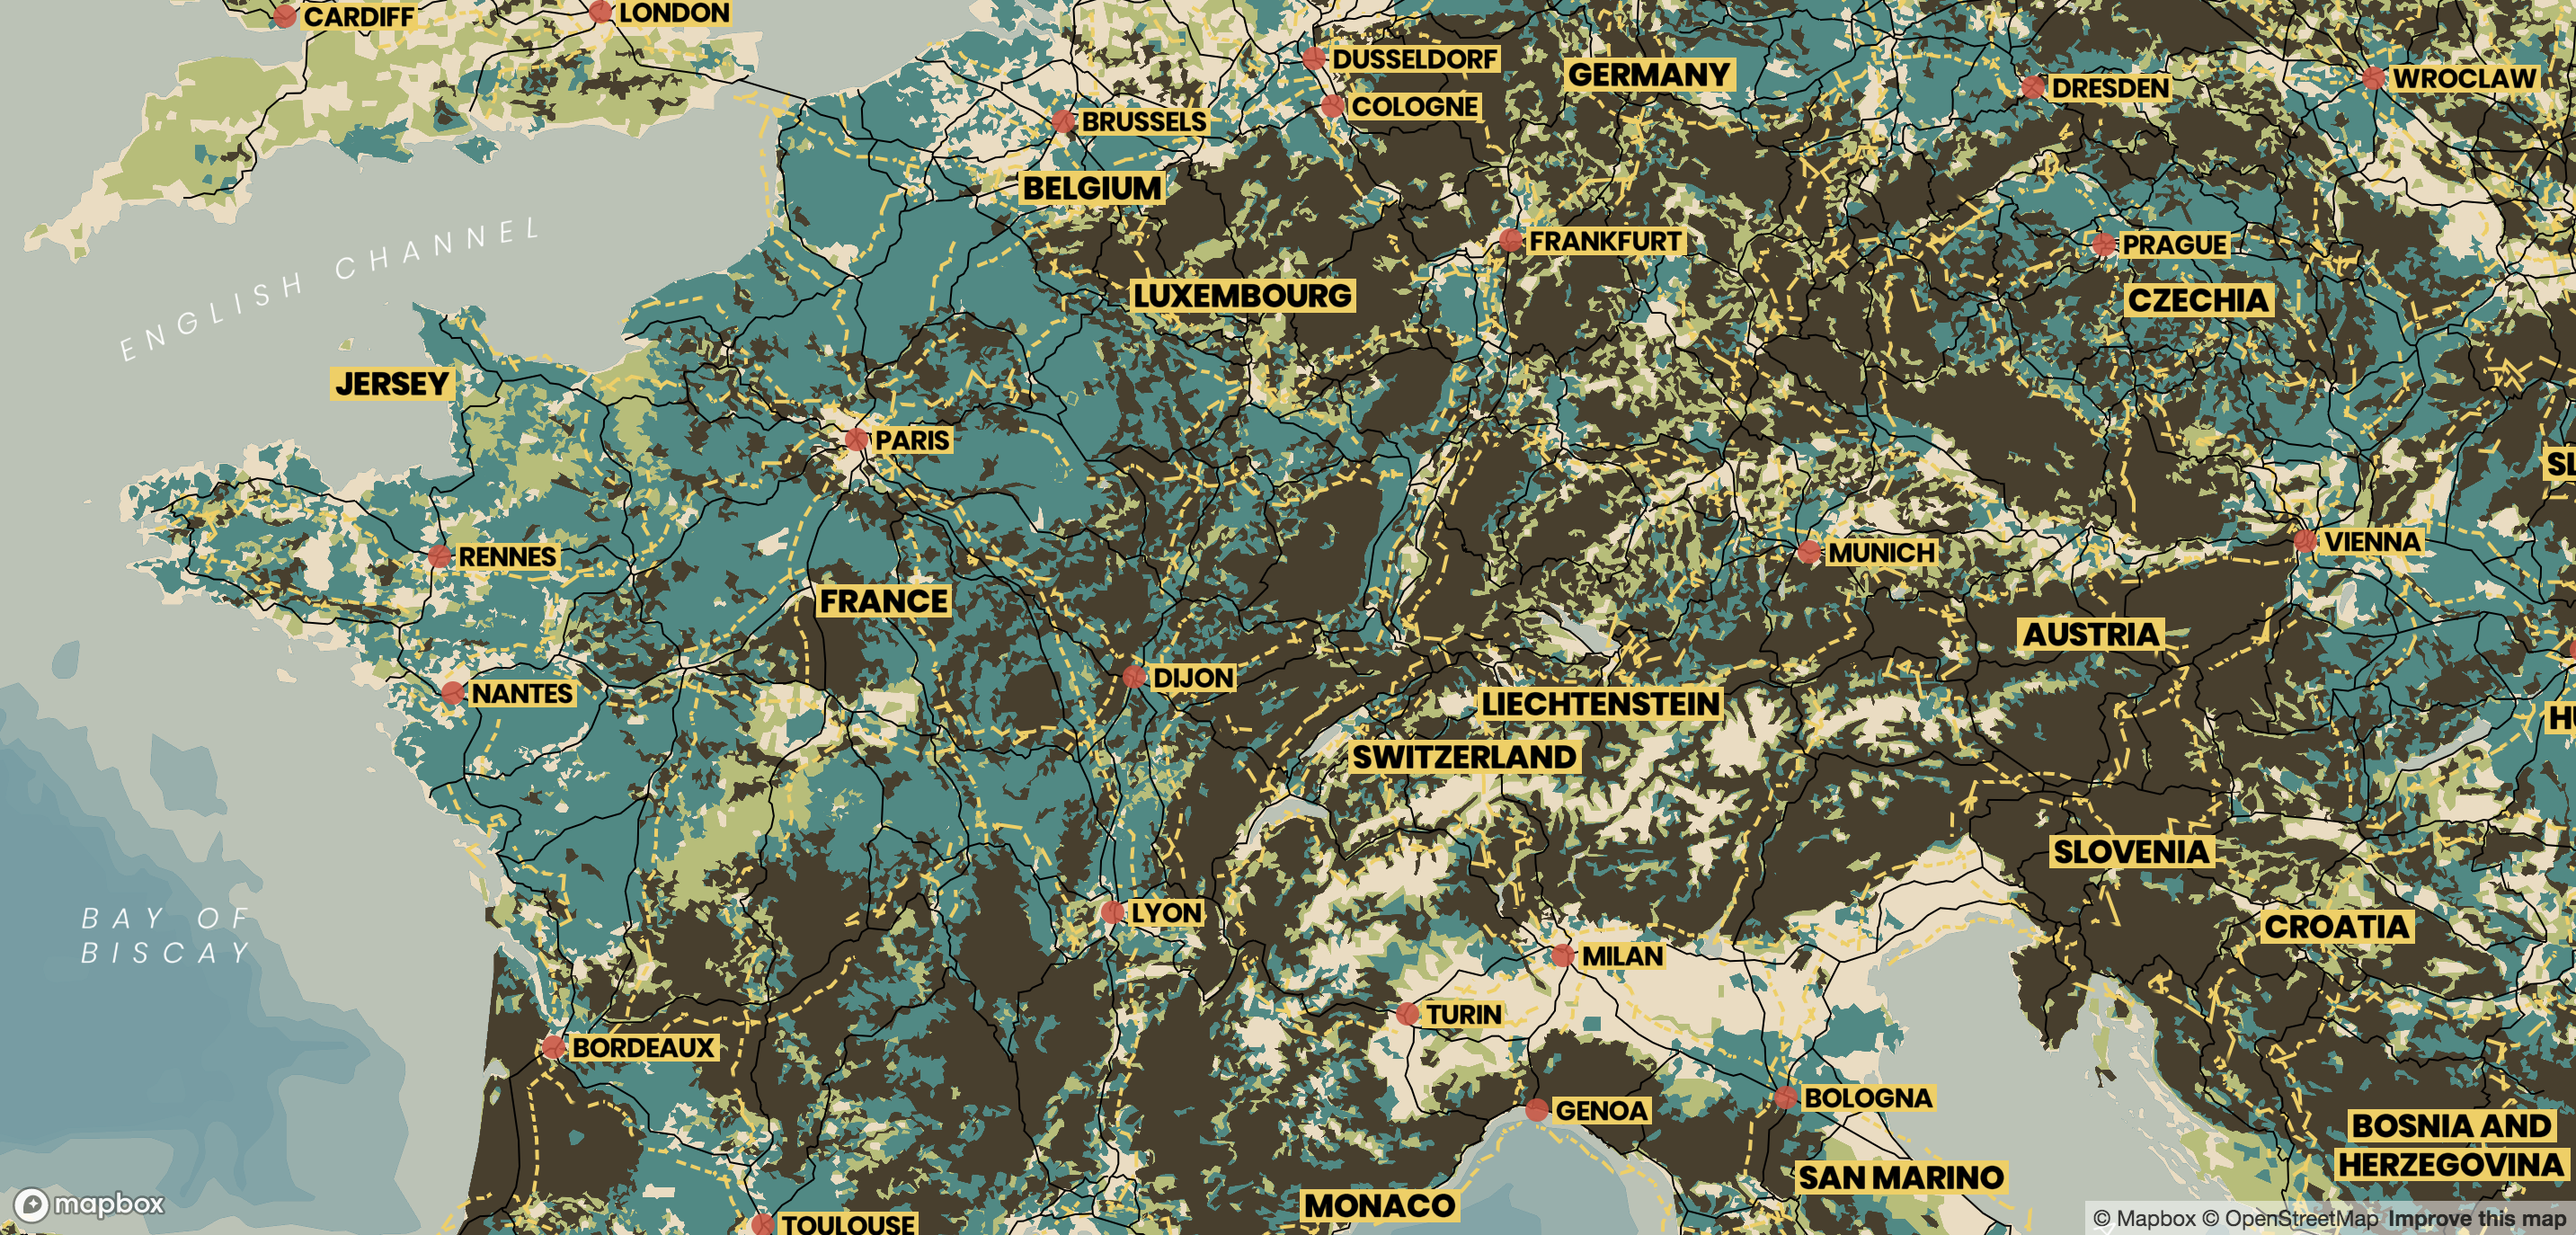 CARDIFF
LONDON
DUSSELDORF
GERMANY
DRESDEN
WROCLAW
COLOGNE
BRUSSELS
BELGIUM
ENGLISH CHANNEL
FRANKFURT
PRAGUE
LUXEMBOURG
CZECHIA
JERSEY
PARIS
SL
RENNES
MUNICH
VIENNA
FRANCE
AUSTRIA
DIJON
NANTES
LIECHTENSTEIN
HU
SWITZERLAND
SLOVENIA
BAY OF
BISCAY
LYON
CROATIA
MILAN
TURIN
BORDEAUX
GENOA
BOLOGNA
BOSNIA AND
HERZEGOVINA
SAN MARINO
MONACO
TOULOUSE
mapbox
© Mapbox © OpenStreetMap Improve this map